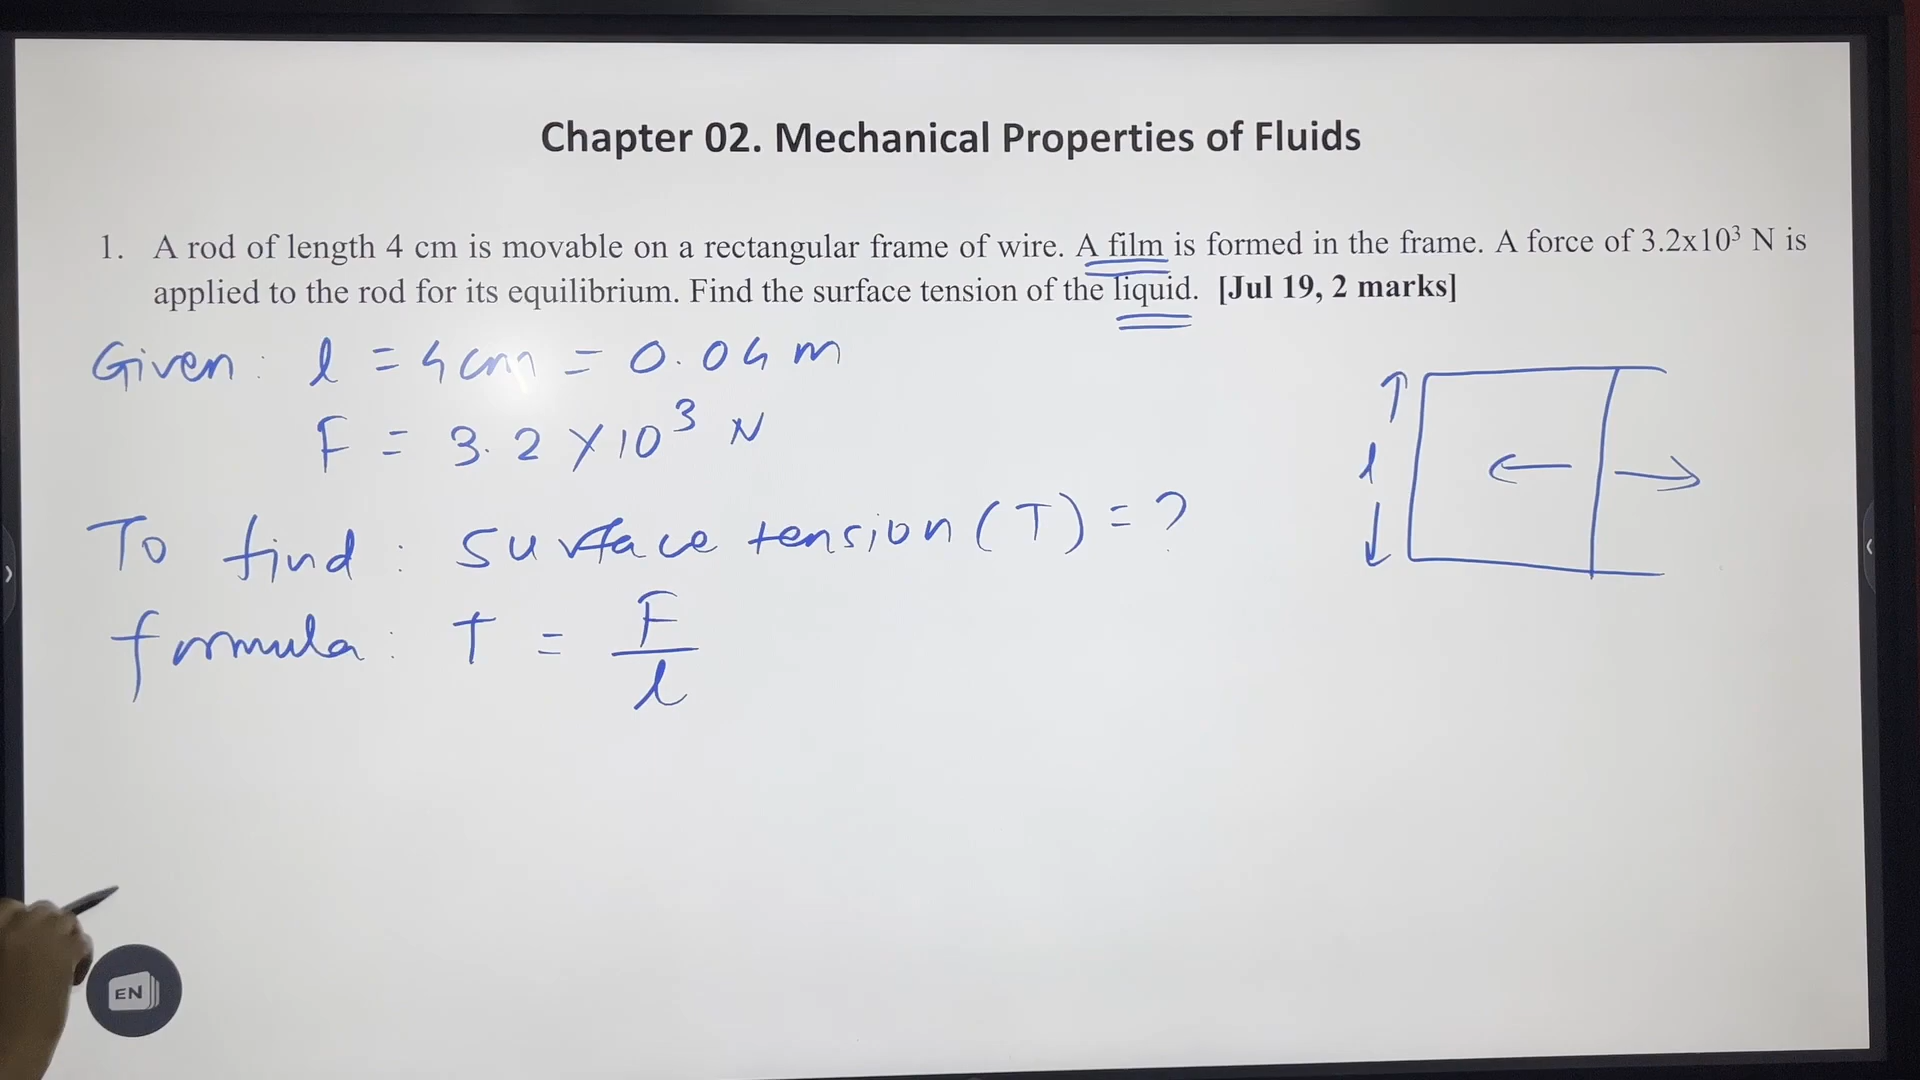 Chapter 02. Mechanical Properties of Fluids
1. A rod of length 4 cm is movable on a rectangular frame of wire. A film is formed in the frame. A force of 3.2x10³ N is
applied to the rod for its equilibrium. Find the surface tension of the liquid. [Jul 19, 2 marks]
Given: l = 4 cm = 0.04 m
F = 3.2 × 10³ N
To find: surface tension (T) = ?
formula: T = F/l
l
EN